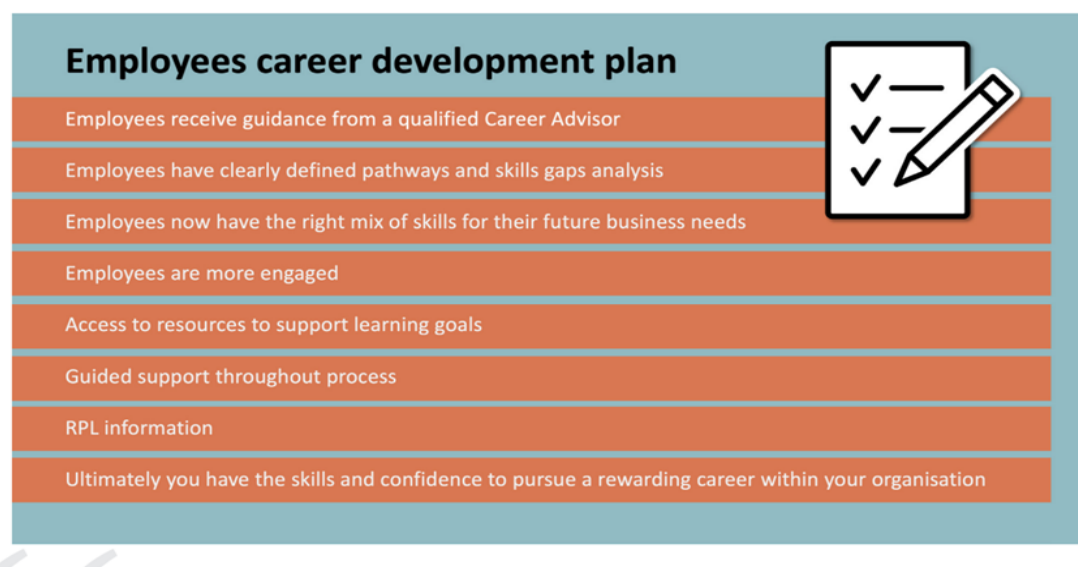 Employees career development plan
Employees receive guidance from a qualified Career Advisor
Employees have clearly defined pathways and skills gaps analysis
Employees now have the right mix of skills for their future business needs
Employees are more engaged
Access to resources to support learning goals
Guided support throughout process
RPL information
Ultimately you have the skills and confidence to pursue a rewarding career within your organisation